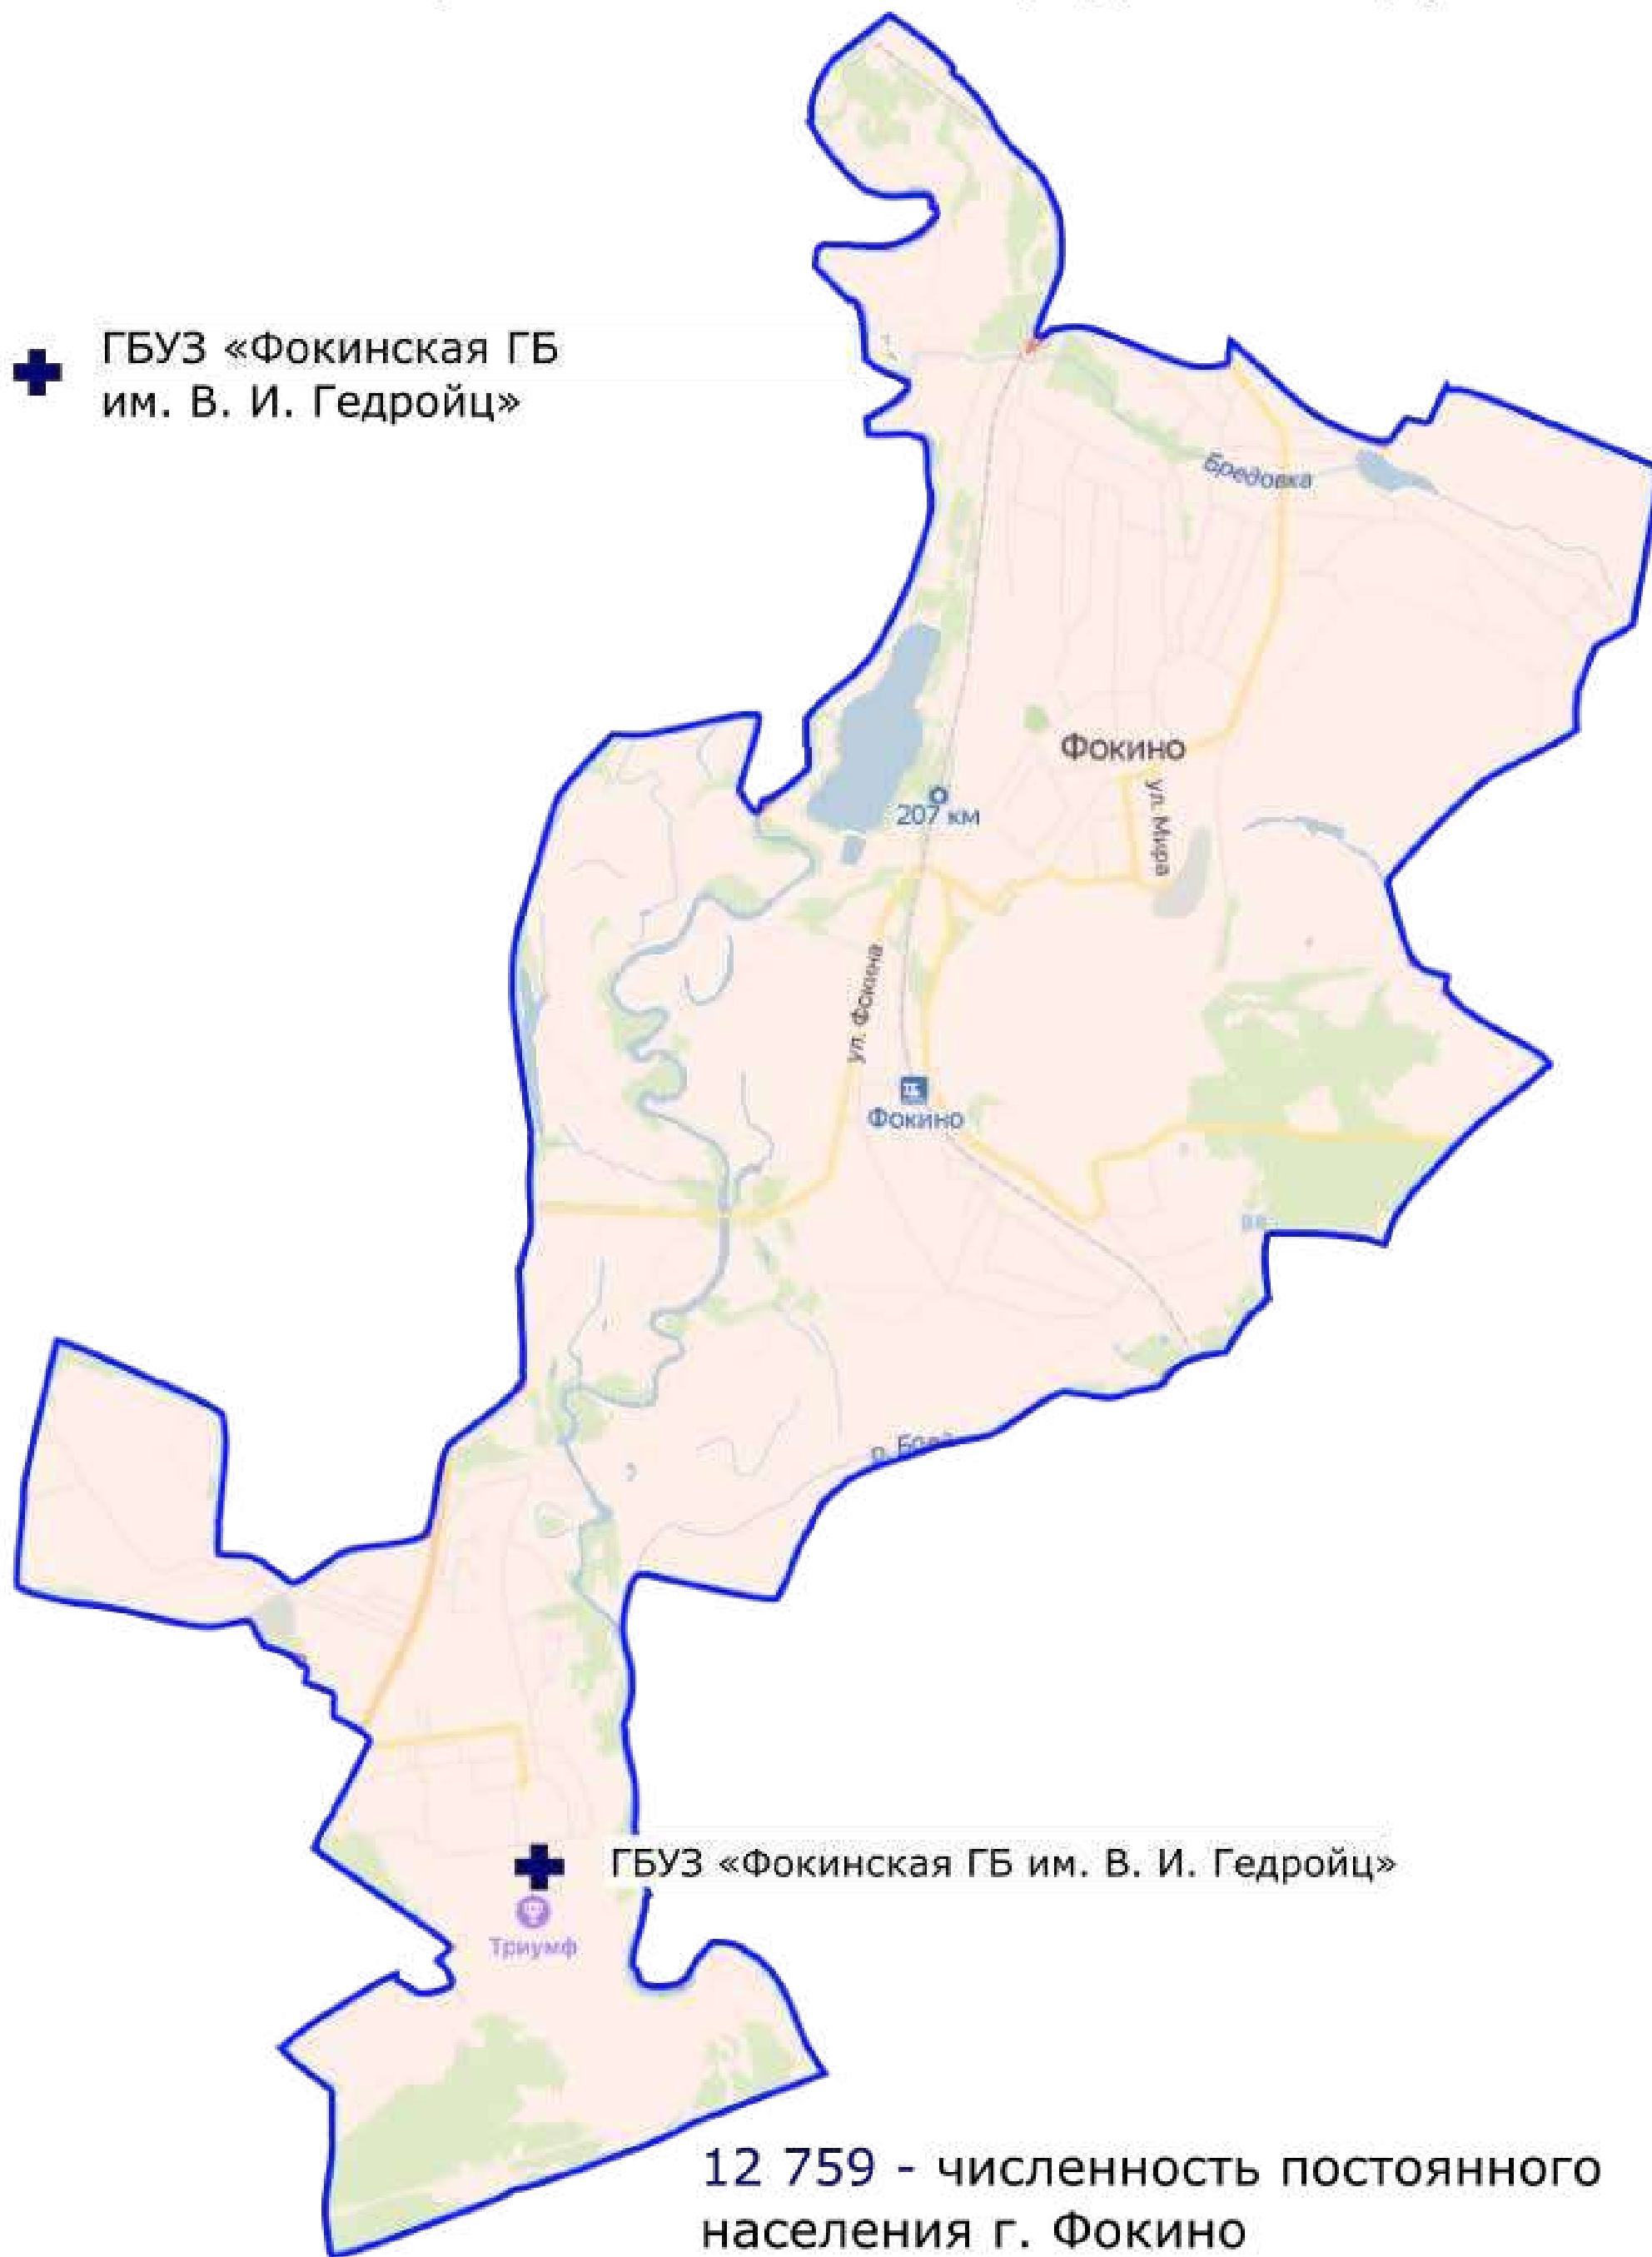 ГБУЗ «Фокинская ГБ
им. В. И. Гедройц»
Бредовка
Фокино
207 км
ул. Мира
ул. Фокина
Фокино
р.
ГБУЗ «Фокинская ГБ им. В. И. Гедройц»
Триумф
12 759 - численность постоянного
населения г. Фокино